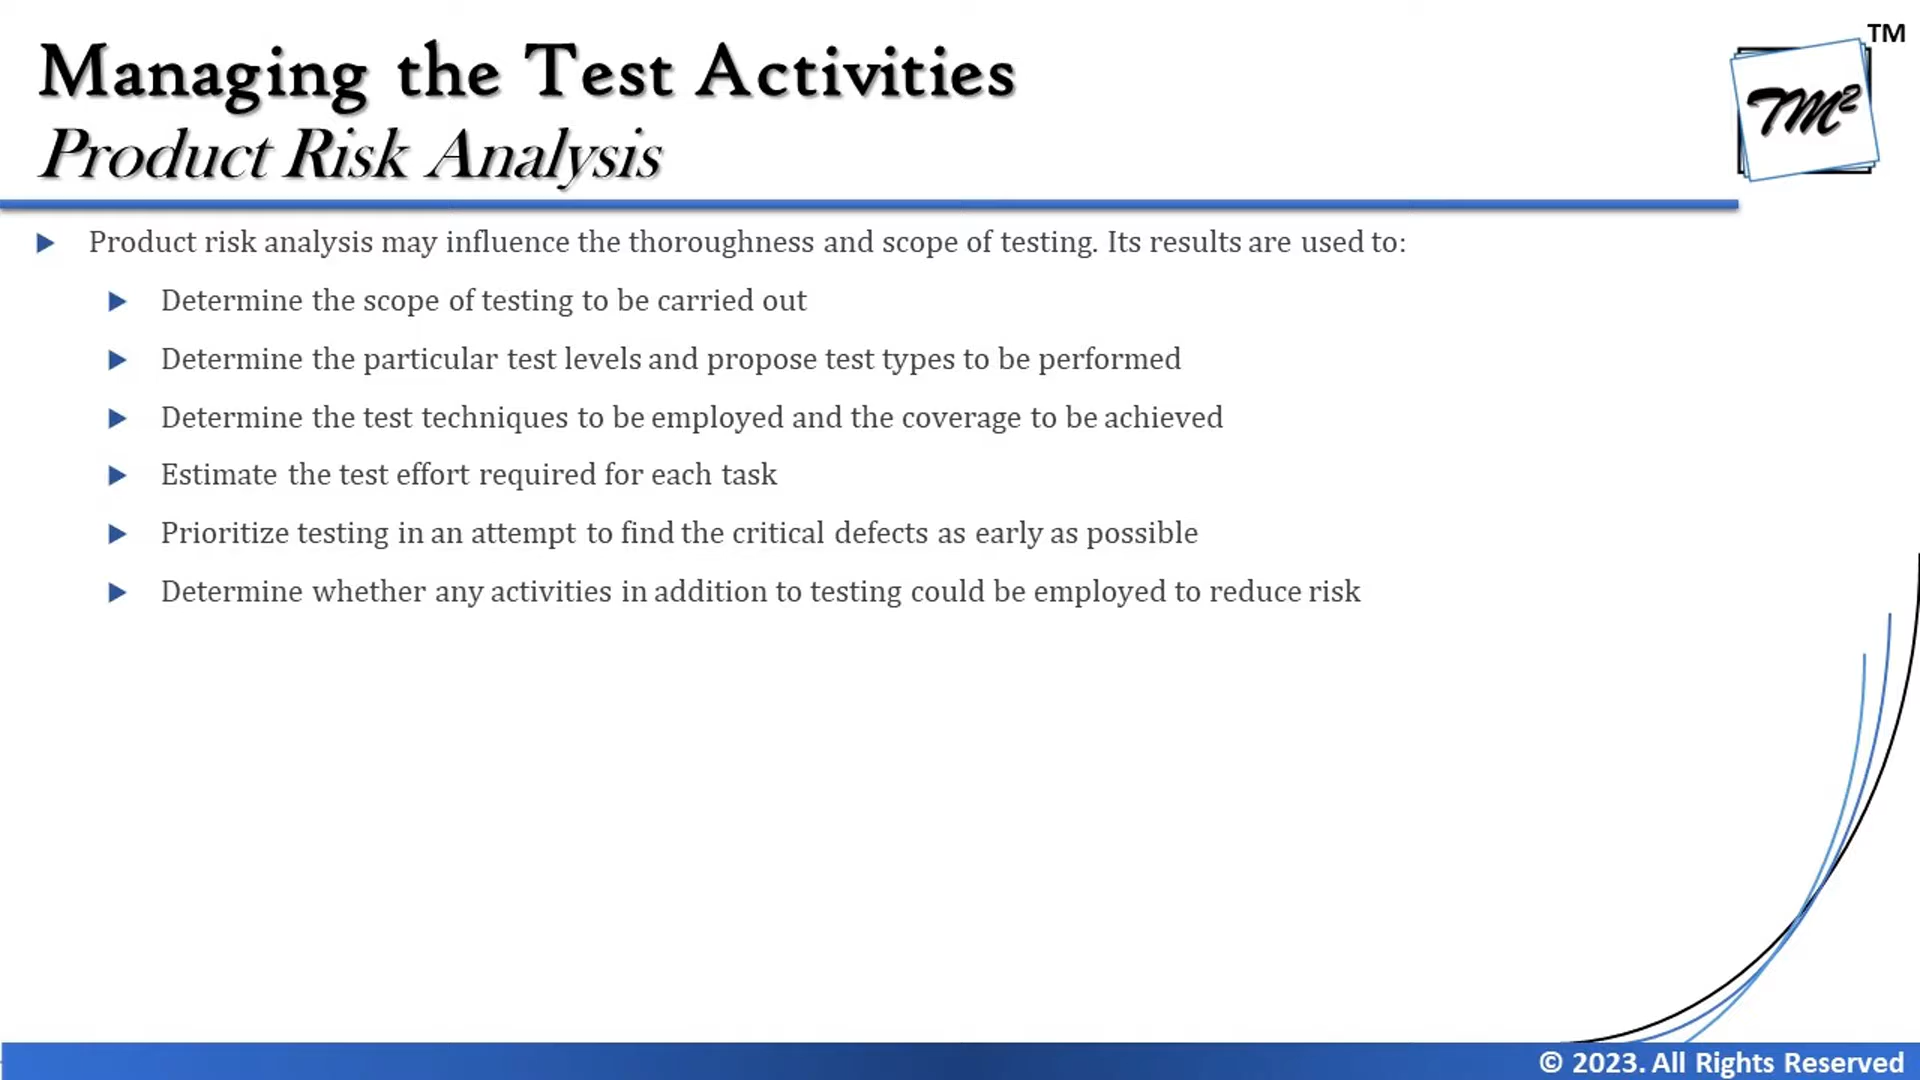 Managing the Test Activities
TM
Product Risk Analysis
TM²
Product risk analysis may influence the thoroughness and scope of testing. Its results are used to:
Determine the scope of testing to be carried out
Determine the particular test levels and propose test types to be performed
Determine the test techniques to be employed and the coverage to be achieved
Estimate the test effort required for each task
Prioritize testing in an attempt to find the critical defects as early as possible
Determine whether any activities in addition to testing could be employed to reduce risk
© 2023. All Rights Reserved